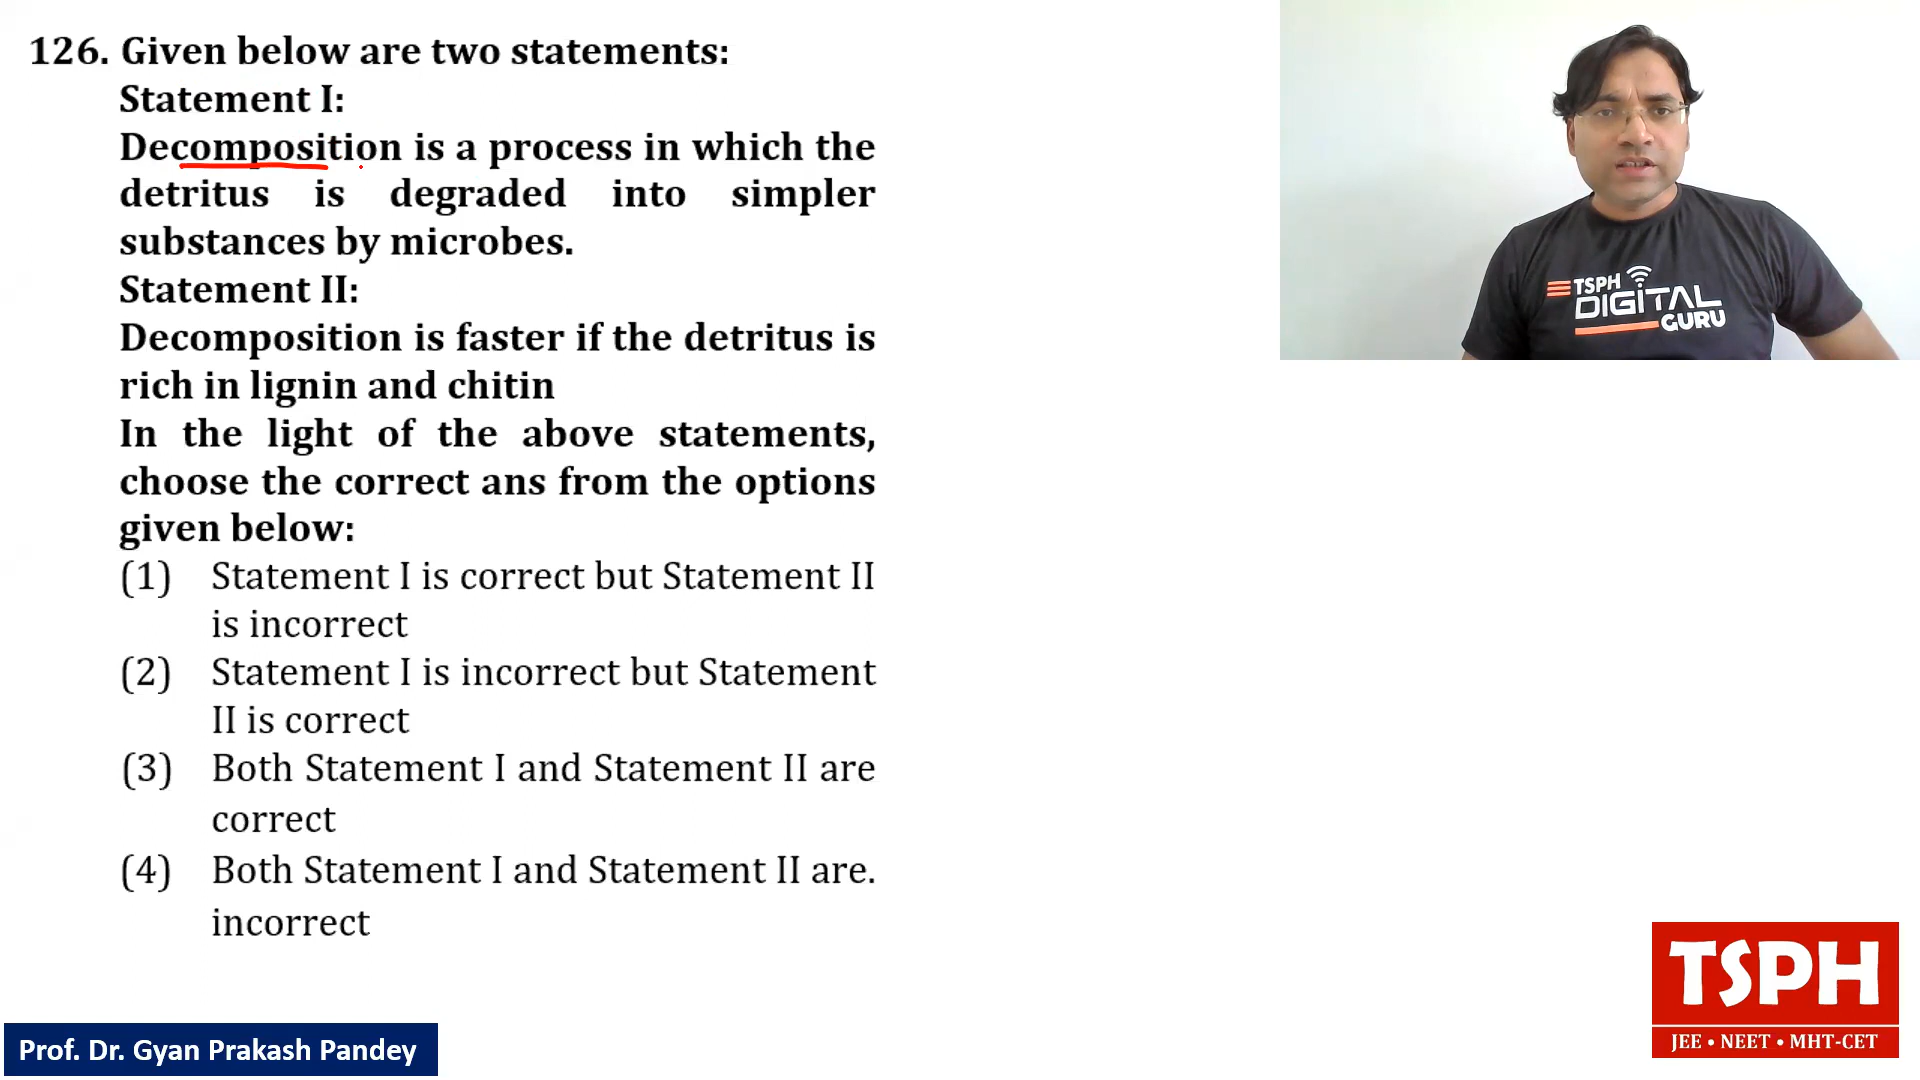 126. Given below are two statements:
Statement I:
Decomposition is a process in which the
detritus is degraded into simpler
substances by microbes.
Statement II:
Decomposition is faster if the detritus is
rich in lignin and chitin
In the light of the above statements,
choose the correct ans from the options
given below:
(1) Statement I is correct but Statement II
is incorrect
(2) Statement I is incorrect but Statement
II is correct
(3) Both Statement I and Statement II are
correct
(4) Both Statement I and Statement II are.
incorrect
TSPH
DIGITAL
GURU
TSPH
JEE • NEET • MHT-CET
Prof. Dr. Gyan Prakash Pandey